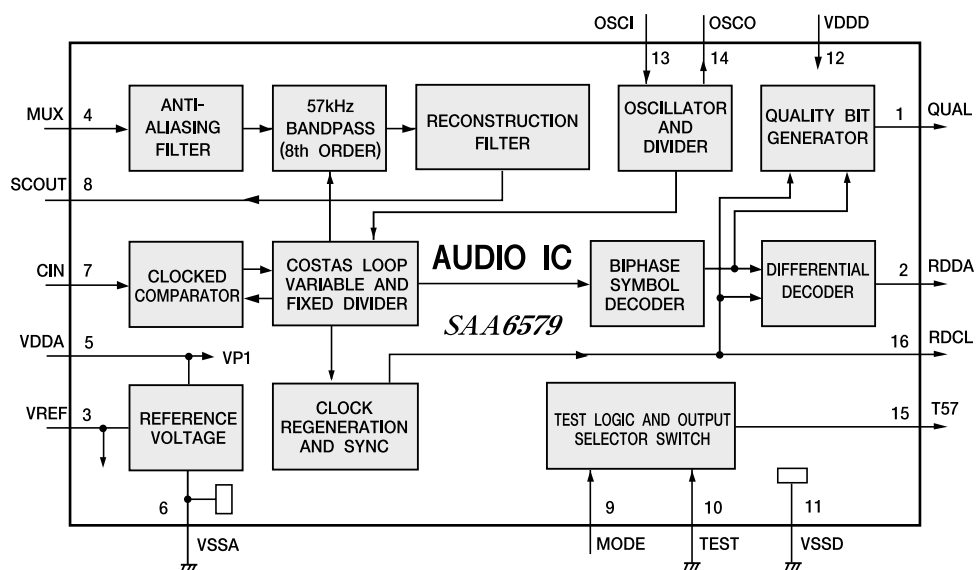 OSCI
OSCO
VDDD
13
14
12
MUX
4
ANTI-
ALIASING
FILTER
57kHz
BANDPASS
(8th ORDER)
RECONSTRUCTION
FILTER
OSCILLATOR
AND
DIVIDER
QUALITY BIT
GENERATOR
1
QUAL
SCOUT
8
CIN
7
CLOCKED
COMPARATOR
COSTAS LOOP
VARIABLE AND
FIXED DIVIDER
AUDIO IC
BIPHASE
SYMBOL
DECODER
DIFFERENTIAL
DECODER
2
RDDA
SAA6579
VDDA
5
VP1
16
RDCL
VREF
3
REFERENCE
VOLTAGE
CLOCK
REGENERATION
AND SYNC
TEST LOGIC AND OUTPUT
SELECTOR SWITCH
15
T57
6
9
10
11
VSSA
MODE
TEST
VSSD